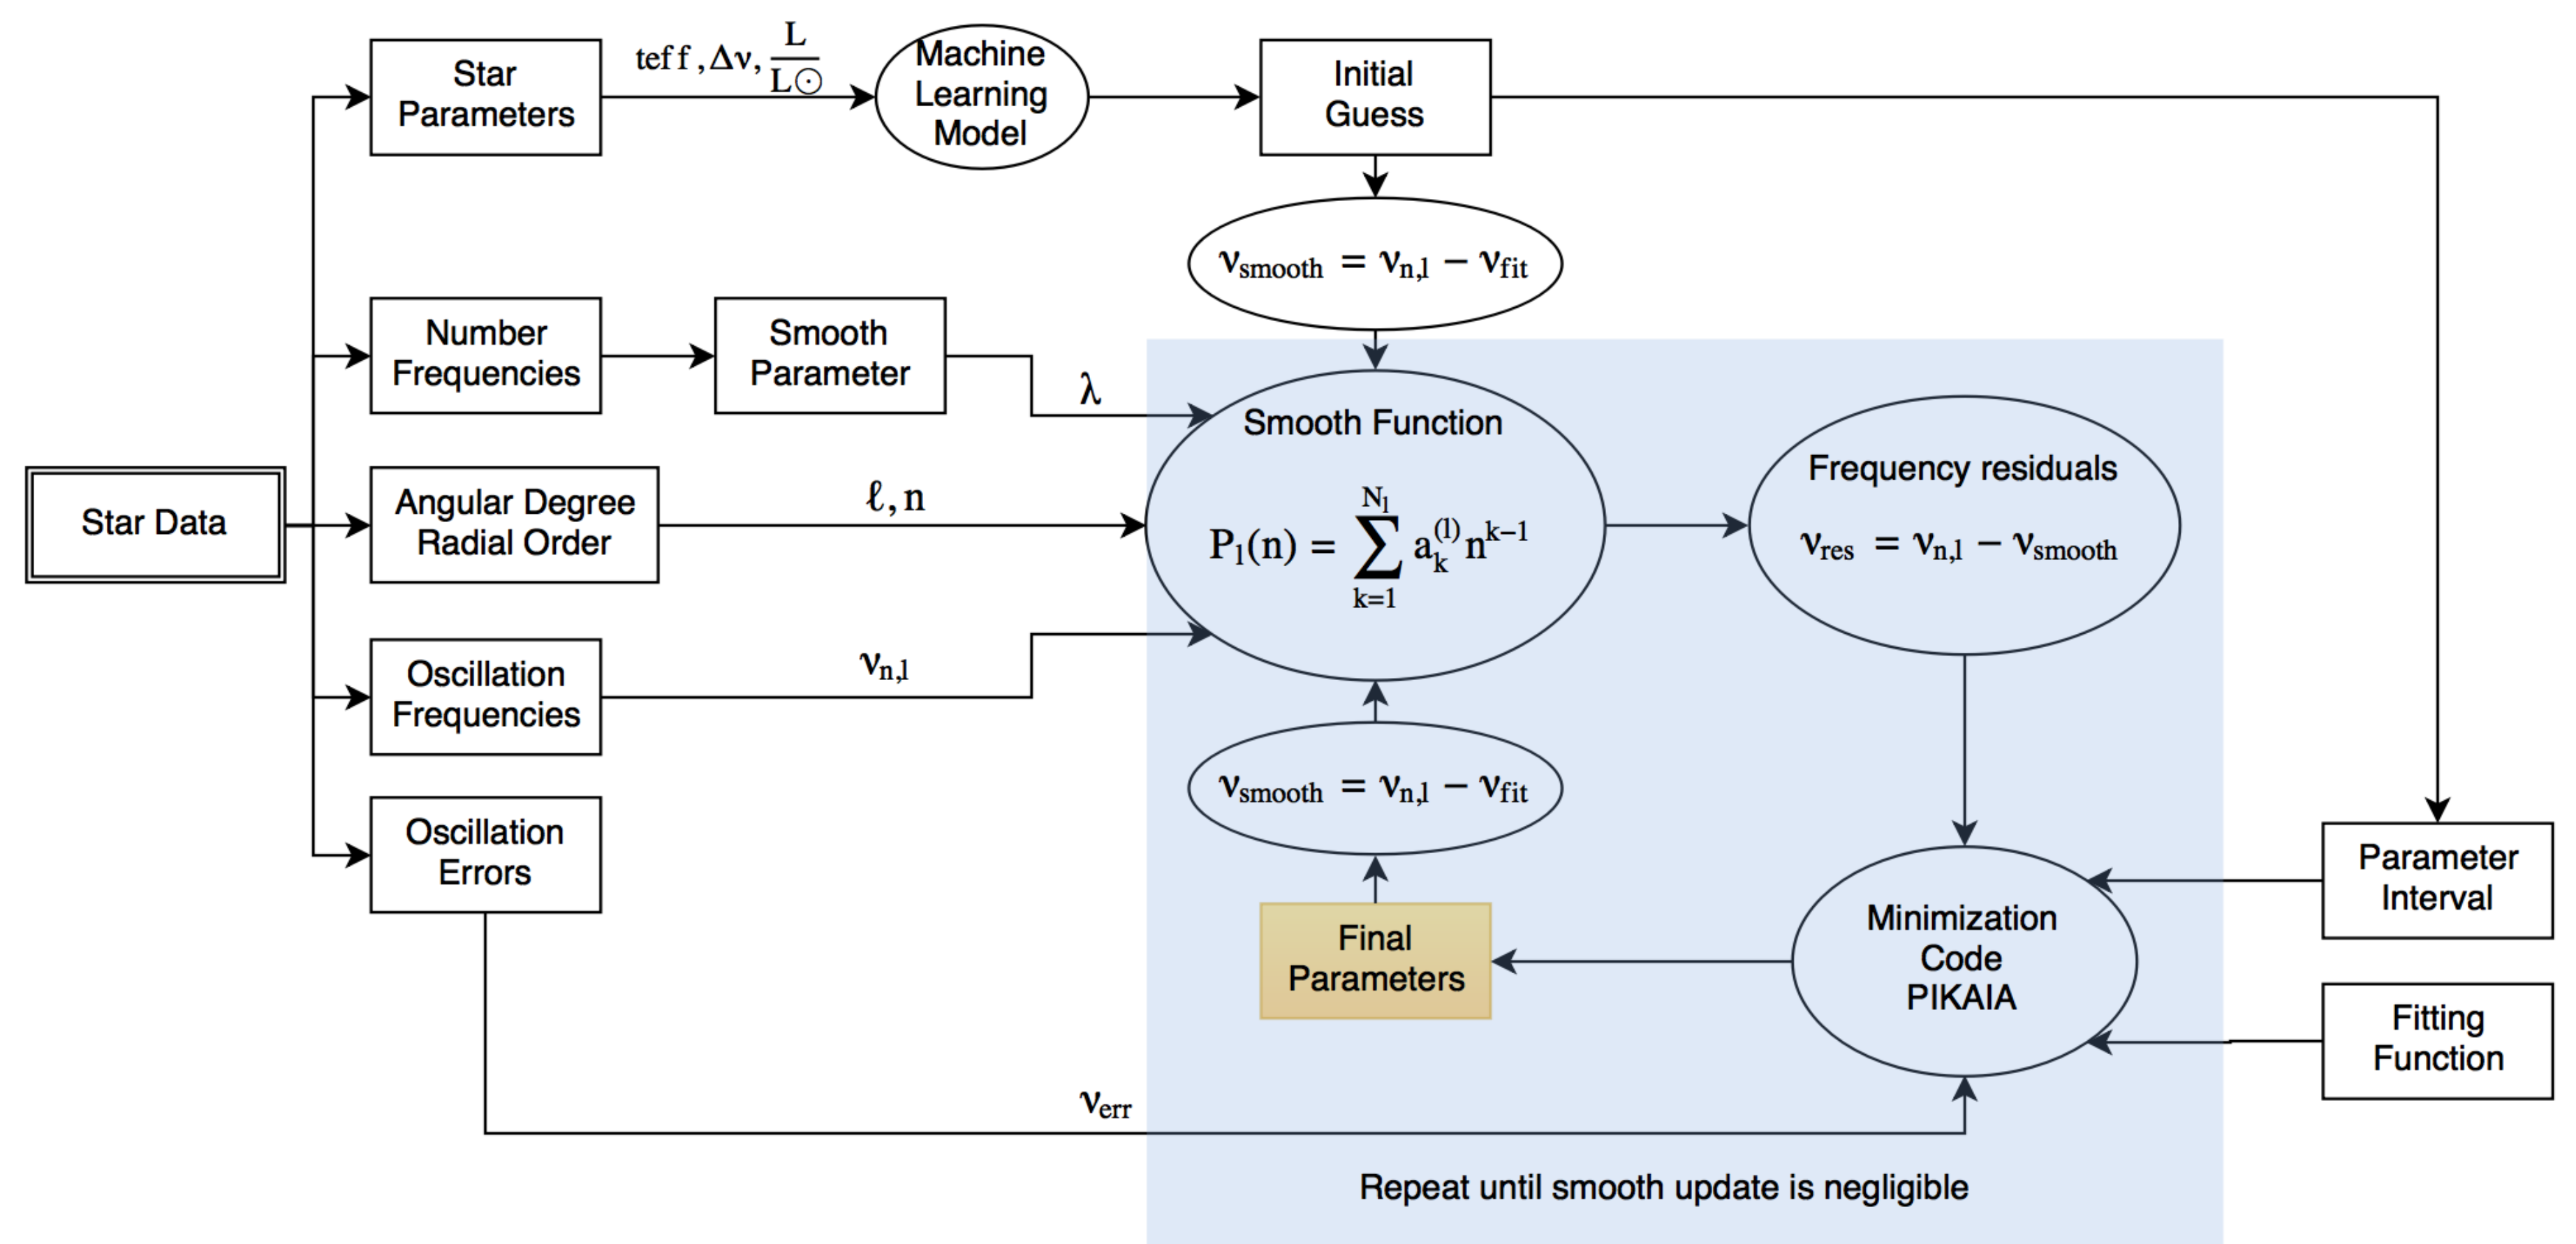 Star
Parameters
teff, Δν, L/L⊙
Machine
Learning
Model
Initial
Guess
ν_smooth = ν_n,l − ν_fit
Number
Frequencies
Smooth
Parameter
λ
Smooth Function
P_l(n) = ∑_{k=1}^{N_l} a_k^{(l)} n^{k−1}
Frequency residuals
ν_res = ν_n,l − ν_smooth
Star Data
Angular Degree
Radial Order
ℓ, n
Oscillation
Frequencies
ν_n,l
ν_smooth = ν_n,l − ν_fit
Oscillation
Errors
Final
Parameters
Minimization
Code
PIKAIA
Parameter
Interval
Fitting
Function
ν_err
Repeat until smooth update is negligible